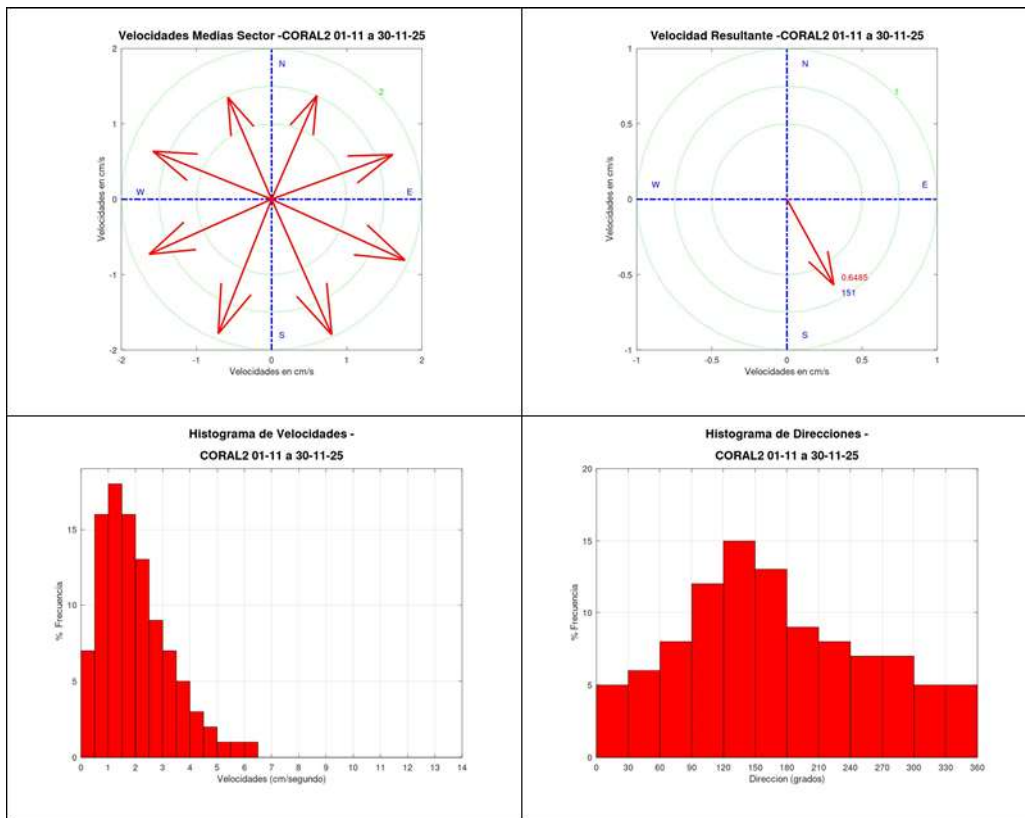 Velocidades Medias Sector -CORAL2 01-11 a 30-11-25
2
N
2
1
Velocidades en cm/s
W
0
E
-1
S
-2
-2
-1
0
1
2
Velocidades en cm/s
Velocidad Resultante -CORAL2 01-11 a 30-11-25
1
N
1
0.5
Velocidades en cm/s
W
0
E
-0.5
0.6485
151
S
-1
-1
-0.5
0
0.5
1
Velocidades en cm/s
Histograma de Velocidades -
CORAL2 01-11 a 30-11-25
15
10
% Frecuencia
5
0
0 1 2 3 4 5 6 7 8 9 10 11 12 13 14
Velocidades (cm/segundo)
Histograma de Direcciones -
CORAL2 01-11 a 30-11-25
20
15
10
% Frecuencia
5
0
0 30 60 90 120 150 180 210 240 270 300 330 360
Direccion (grados)